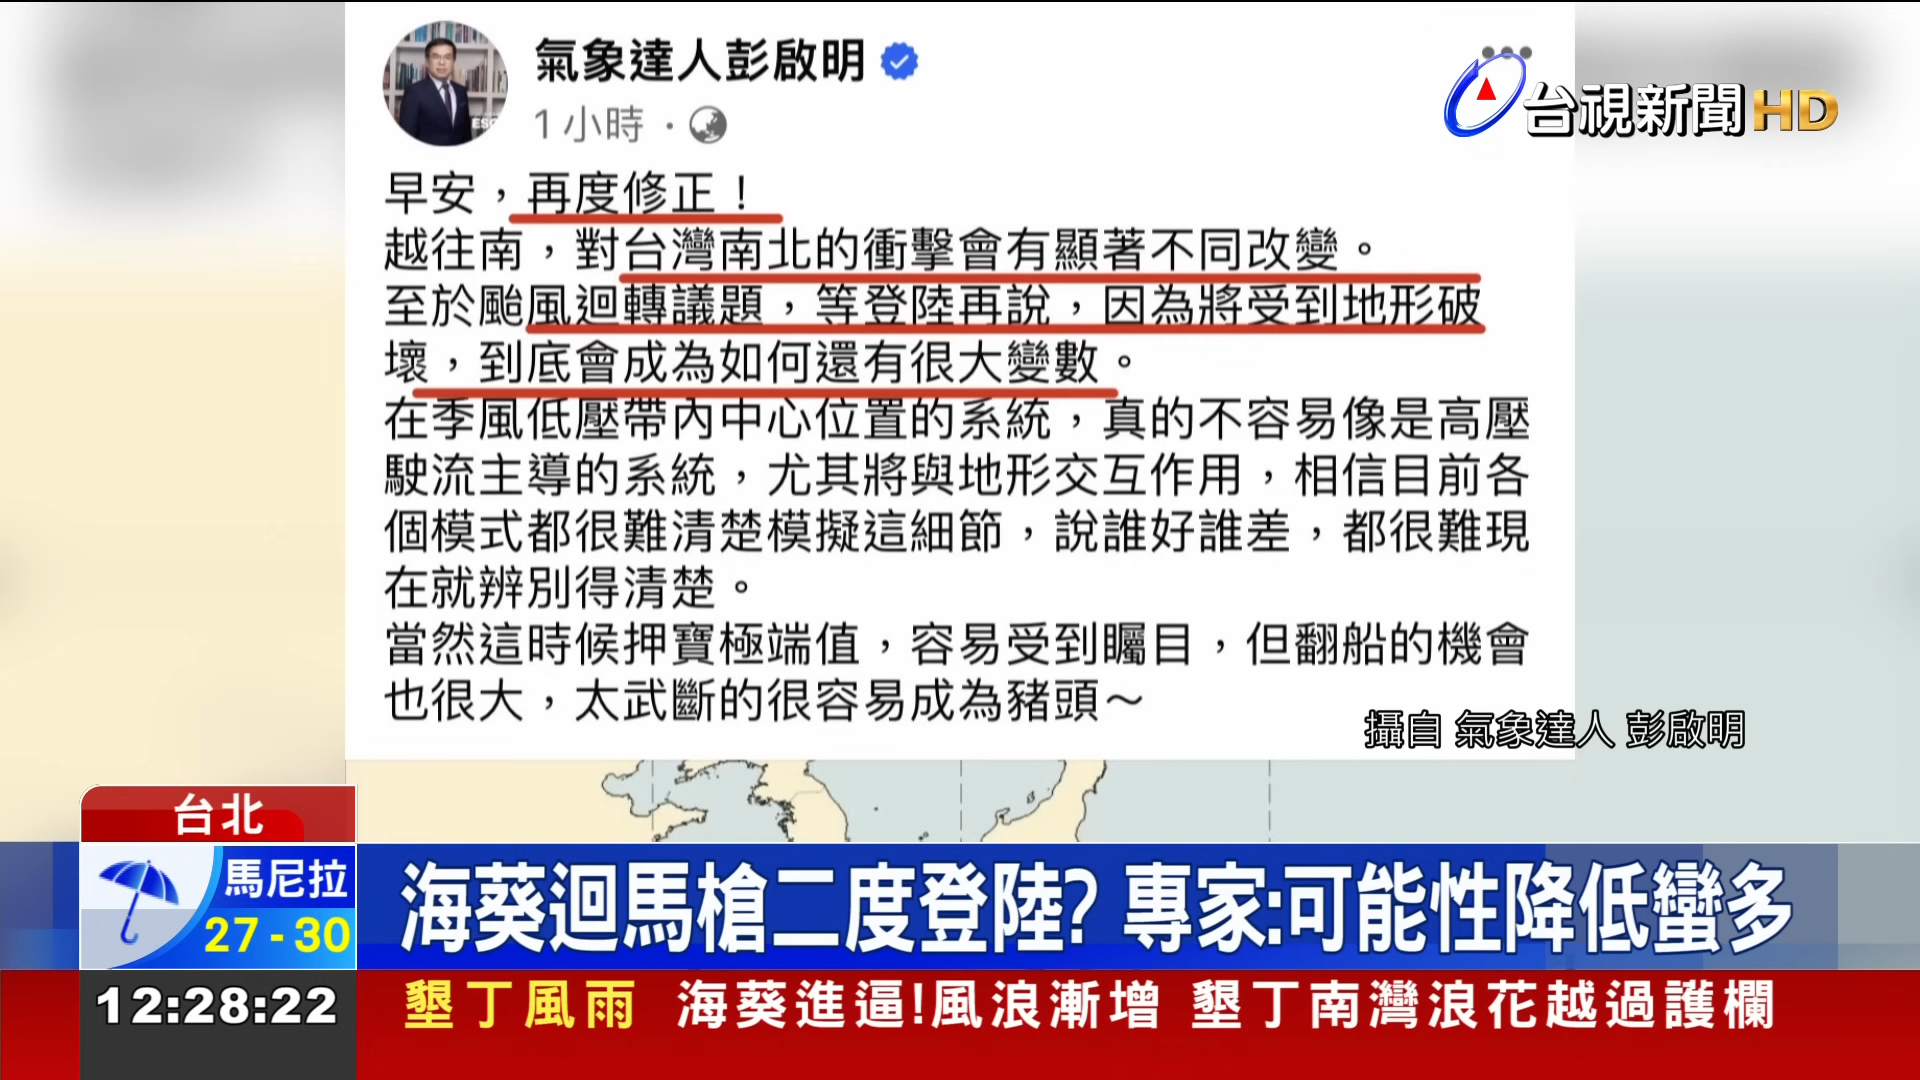 氣象達人彭啟明
1 小時
台視新聞HD
早安，再度修正！
越往南，對台灣南北的衝擊會有顯著不同改變。
至於颱風迴轉議題，等登陸再說，因為將受到地形破
壞，到底會成為如何還有很大變數。
在季風低壓帶內中心位置的系統，真的不容易像是高壓
駛流主導的系統，尤其將與地形交互作用，相信目前各
個模式都很難清楚模擬這細節，說誰好誰差，都很難現
在就辨別得清楚。
當然這時候押寶極端值，容易受到矚目，但翻船的機會
也很大，太武斷的很容易成為豬頭～
攝自 氣象達人 彭啟明
台北
馬尼拉
27 - 30
海葵迴馬槍二度登陸? 專家:可能性降低蠻多
12:28:22
墾丁風雨 海葵進逼!風浪漸增 墾丁南灣浪花越過護欄